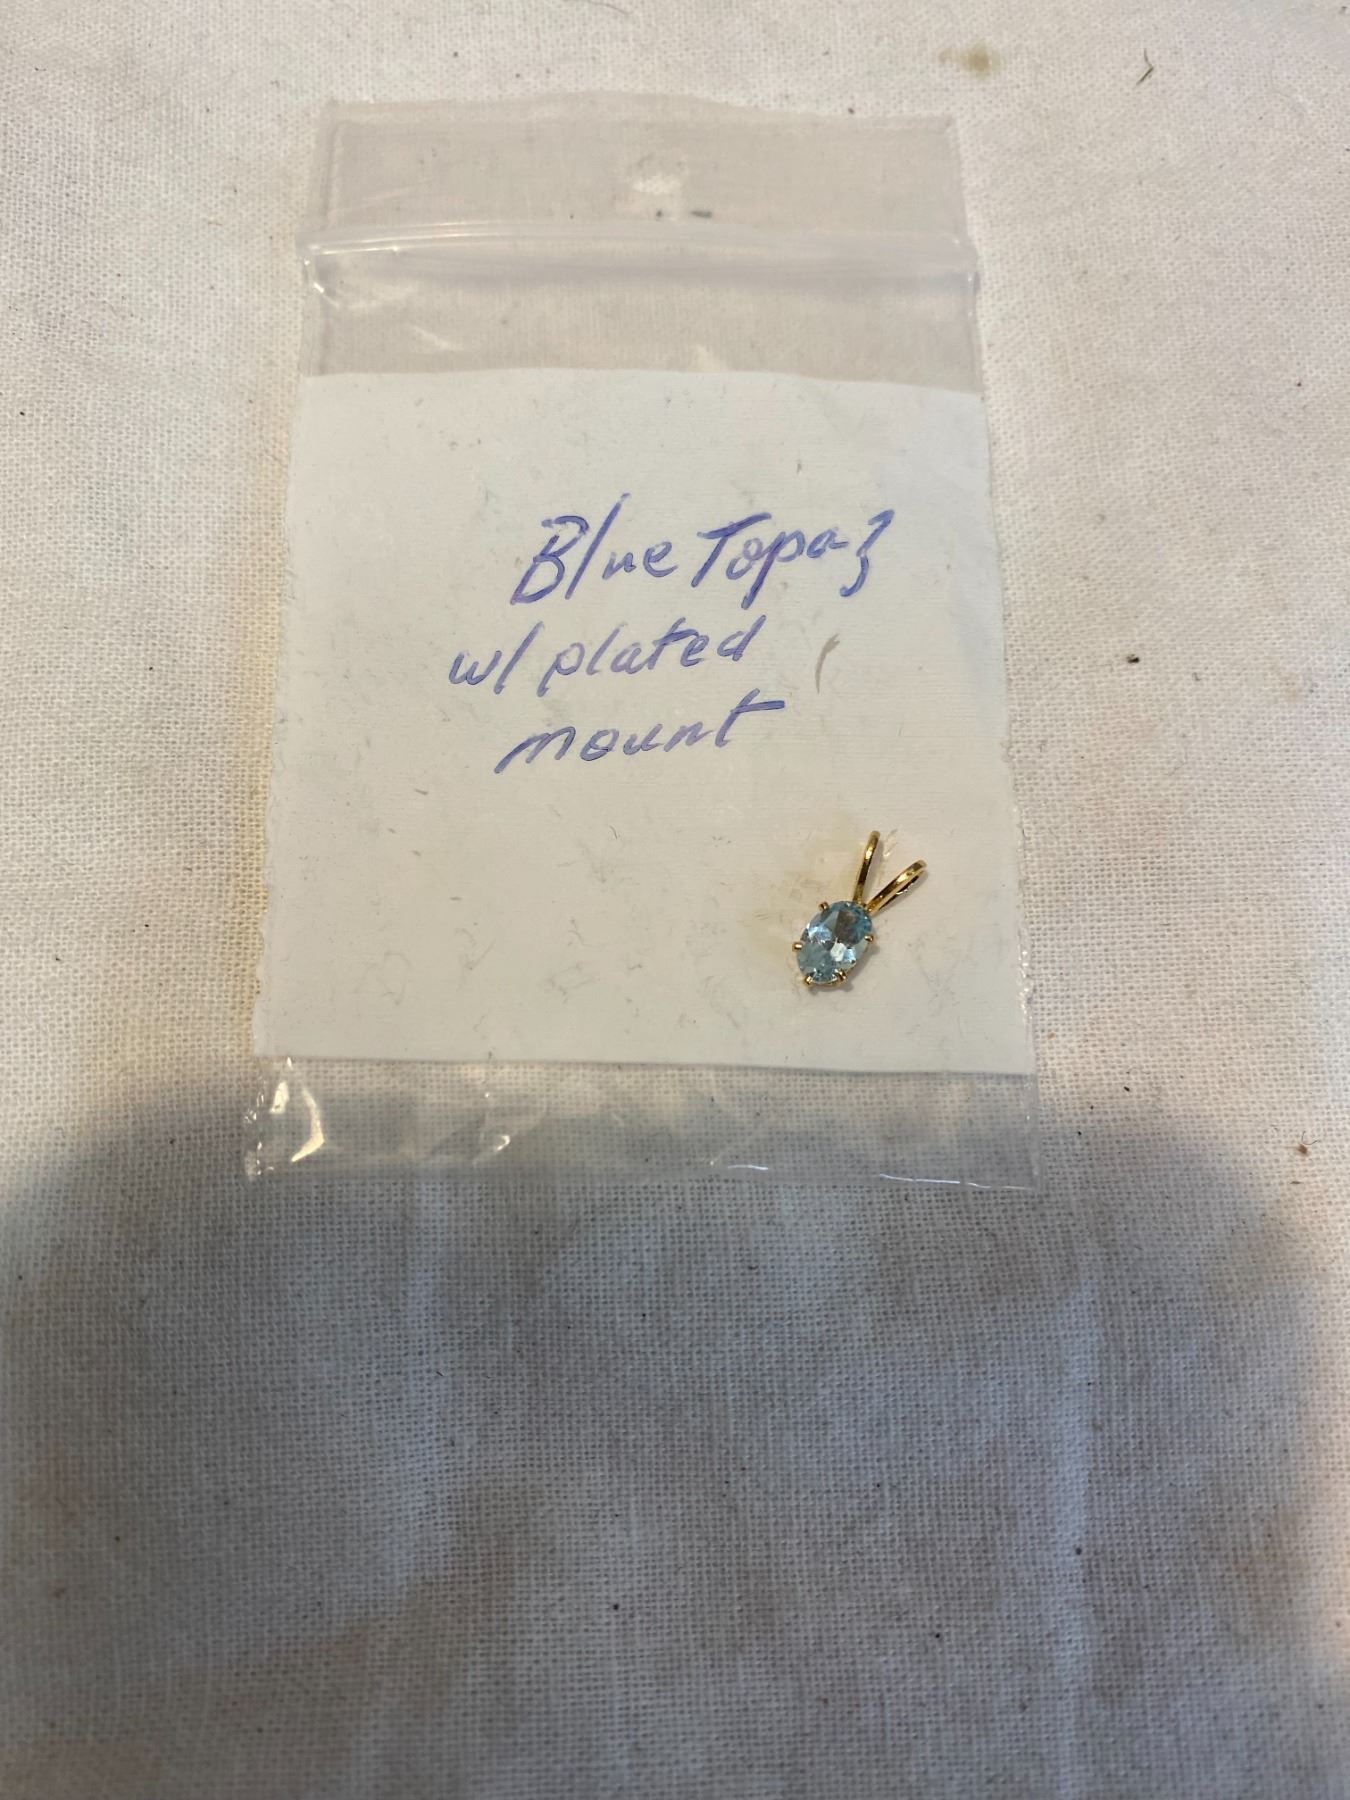 Blue Topaz
w/ plated
mount